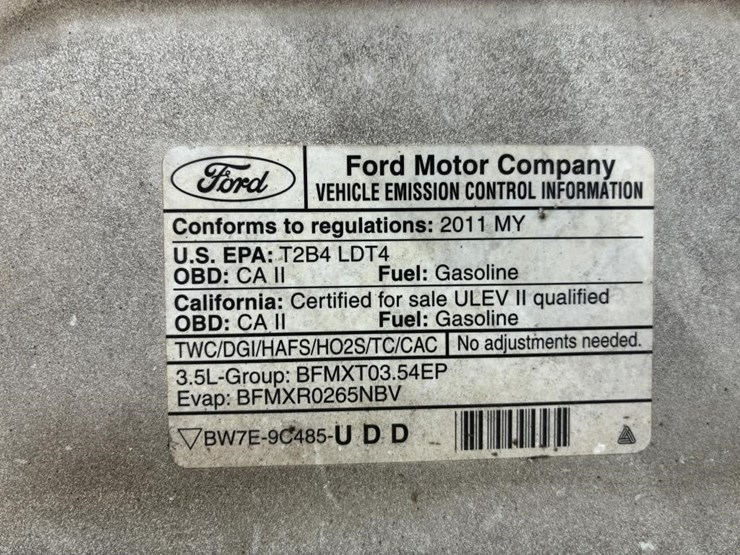 Ford
Ford Motor Company
VEHICLE EMISSION CONTROL INFORMATION
Conforms to regulations: 2011 MY
U.S. EPA: T2B4 LDT4
OBD: CA II Fuel: Gasoline
California: Certified for sale ULEV II qualified
OBD: CA II Fuel: Gasoline
TWC/DGI/HAFS/HO2S/TC/CAC No adjustments needed.
3.5L-Group: BFMXT03.54EP
Evap: BFMXR0265NBV
BW7E-9C485-U D D